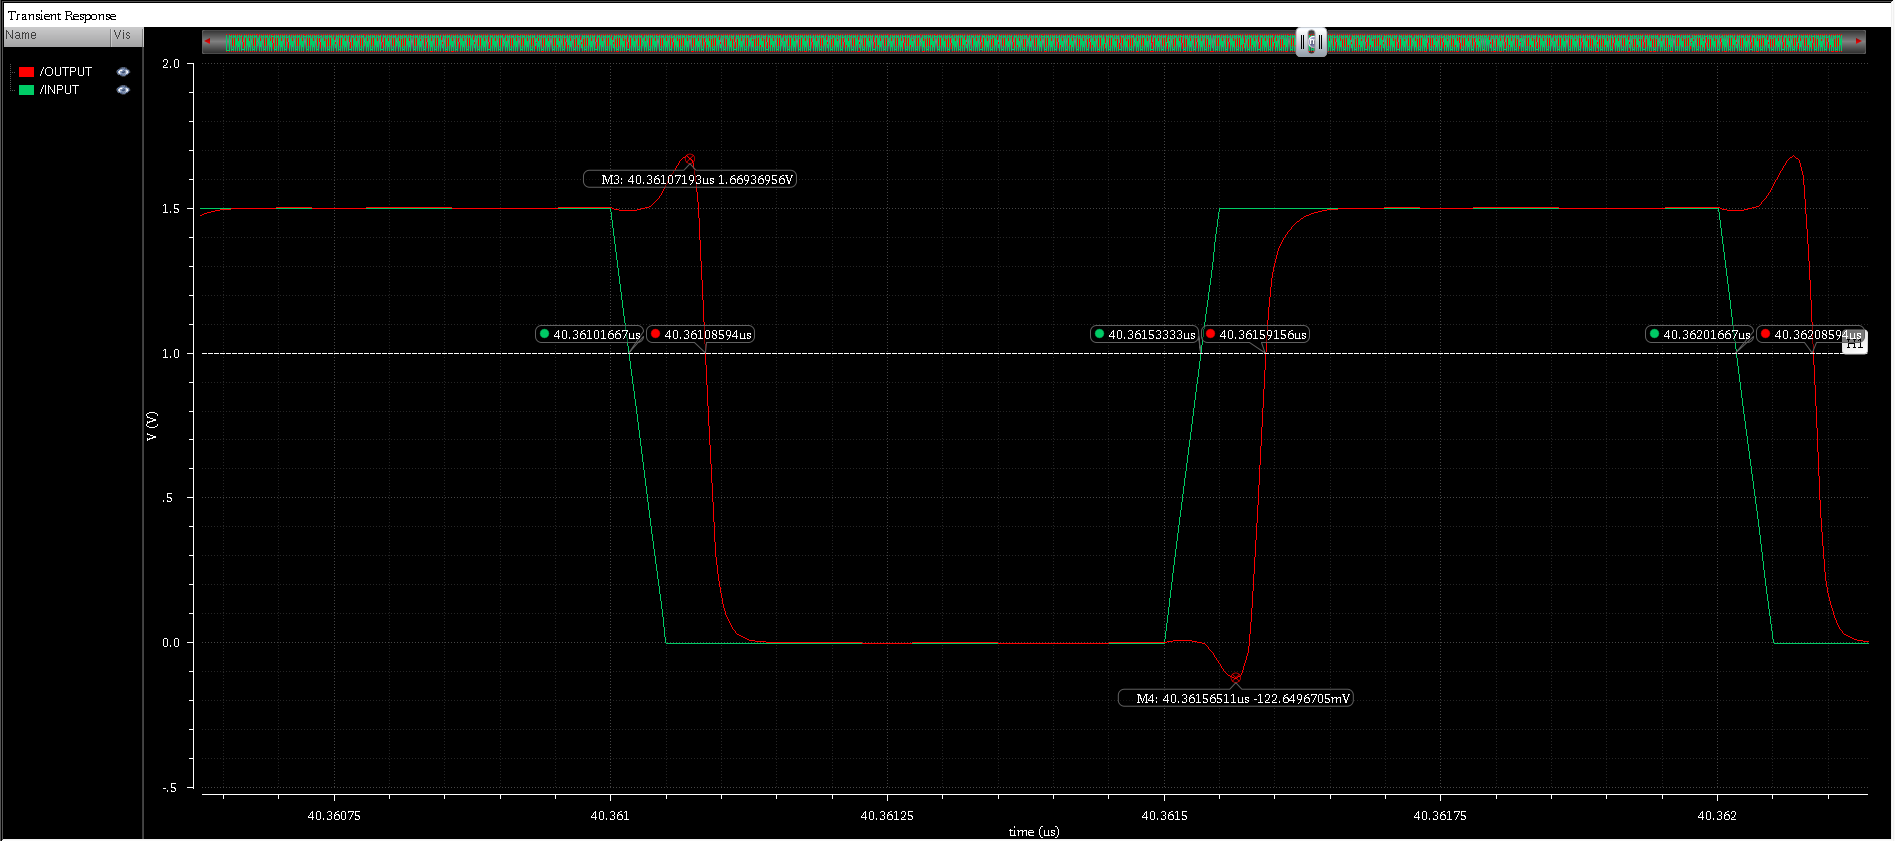 Transient Response
Name Vis
/OUTPUT
/INPUT
2.0
M3: 40.36107193us 1.66936956V
1.5
40.36101667us 40.36108594us 40.36153333us 40.36159156us 40.36201667us 40.36208594us
H1
1.0
V (V)
.5
0.0
M4: 40.36156511us -122.6496705mV
-.5
40.36075 40.361 40.36125 40.3615 40.36175 40.362
time (us)